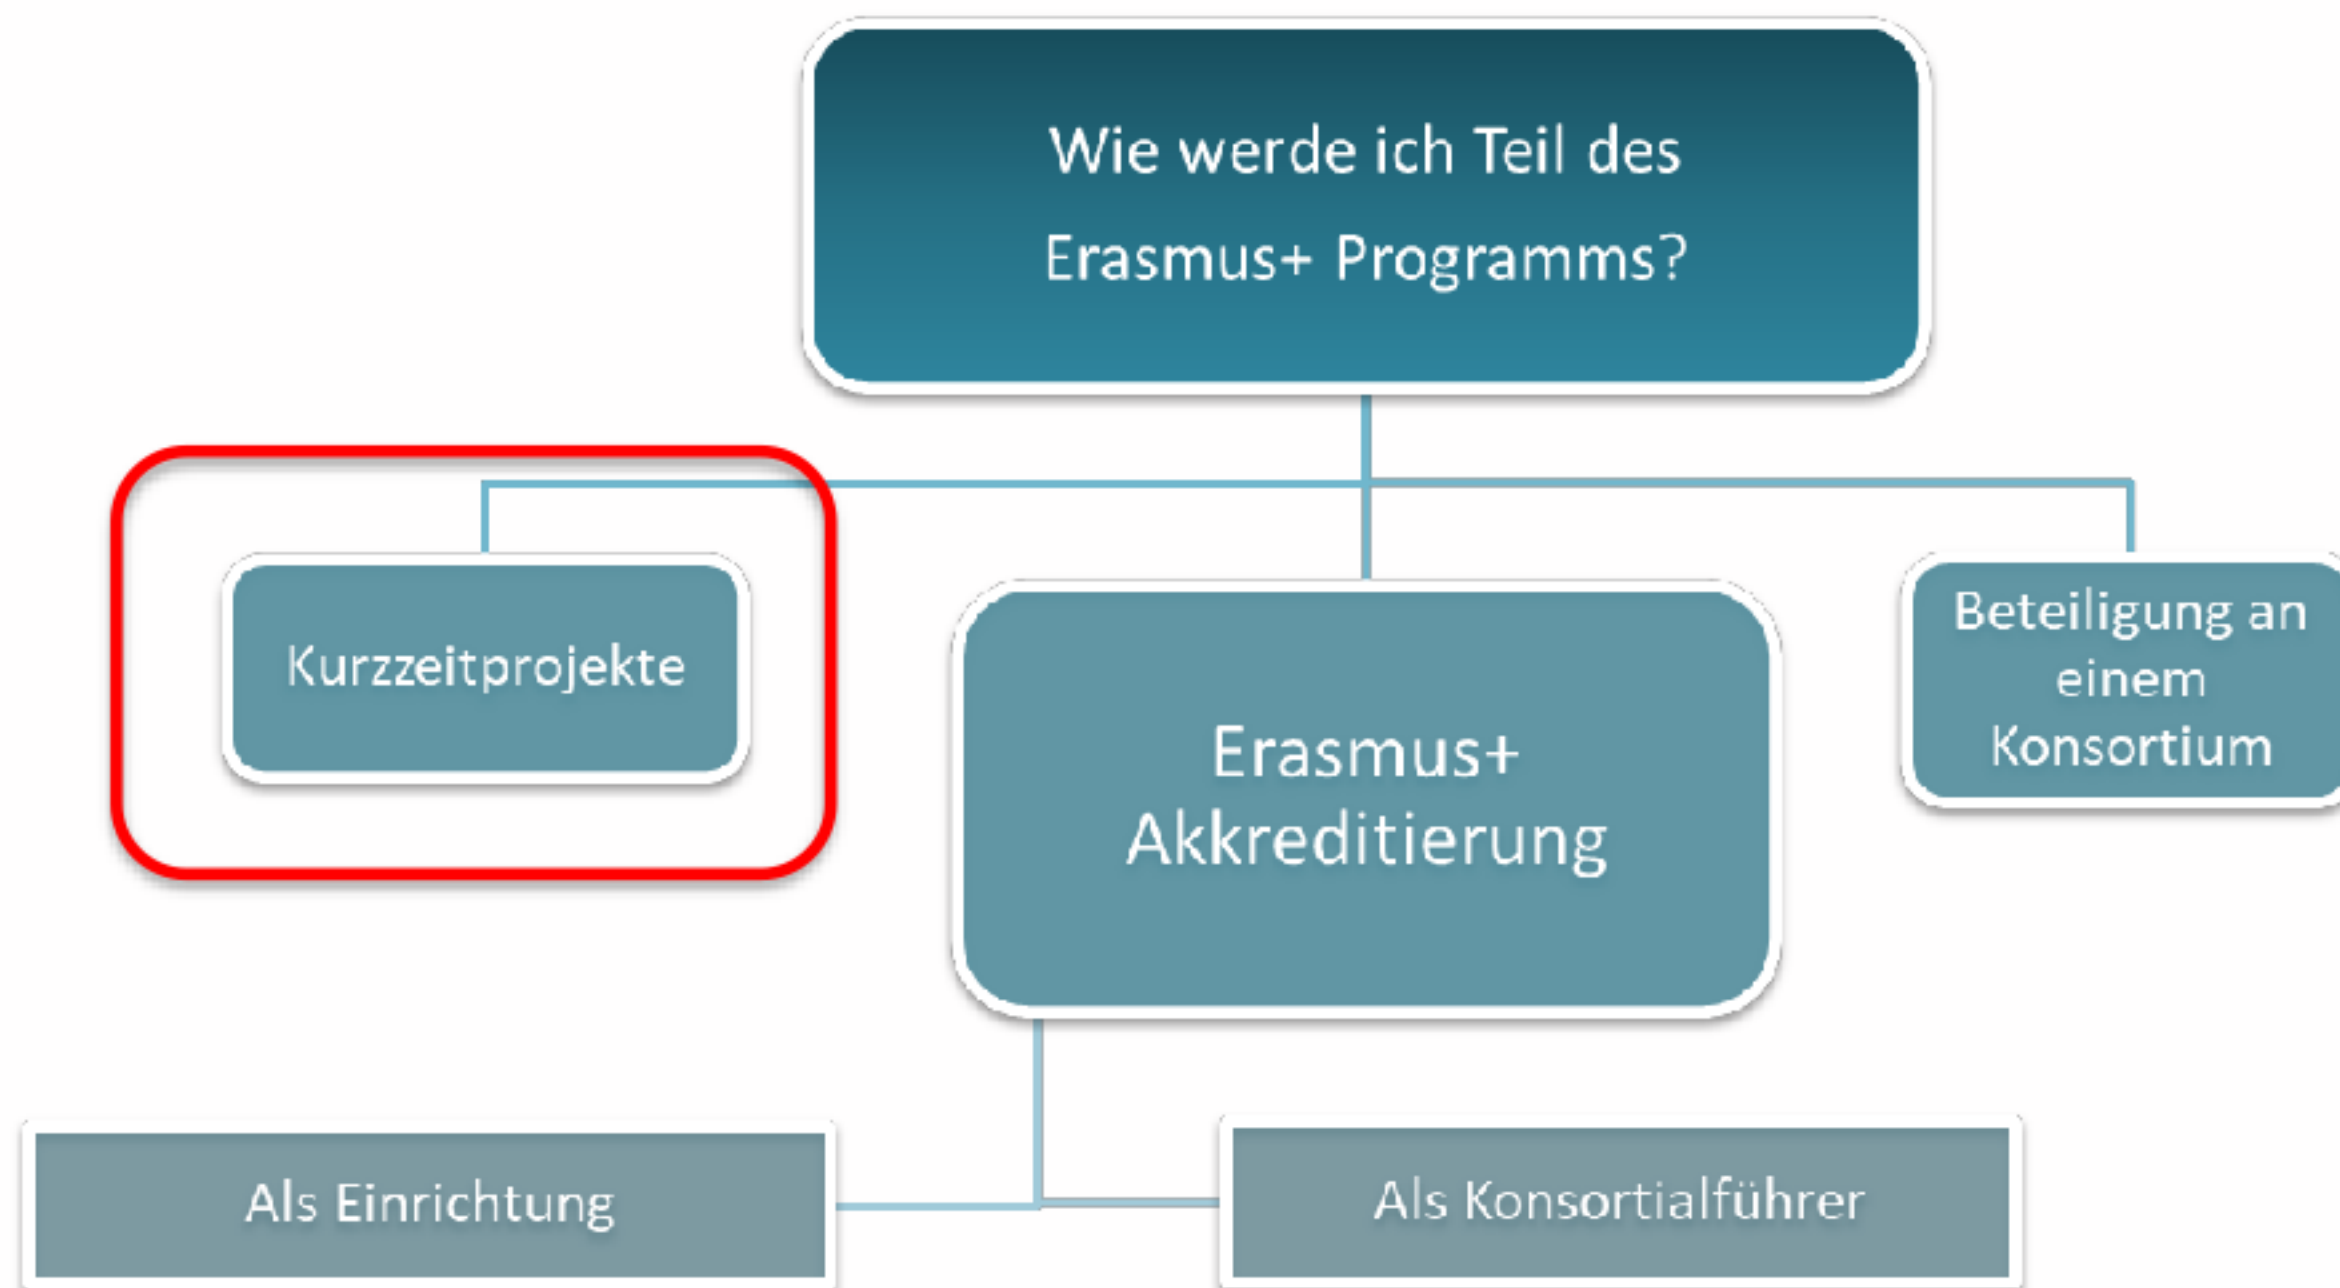 Wie werde ich Teil des
Erasmus+ Programms?
Kurzzeitprojekte
Erasmus+
Akkreditierung
Beteiligung an
einem
Konsortium
Als Einrichtung
Als Konsortialführer